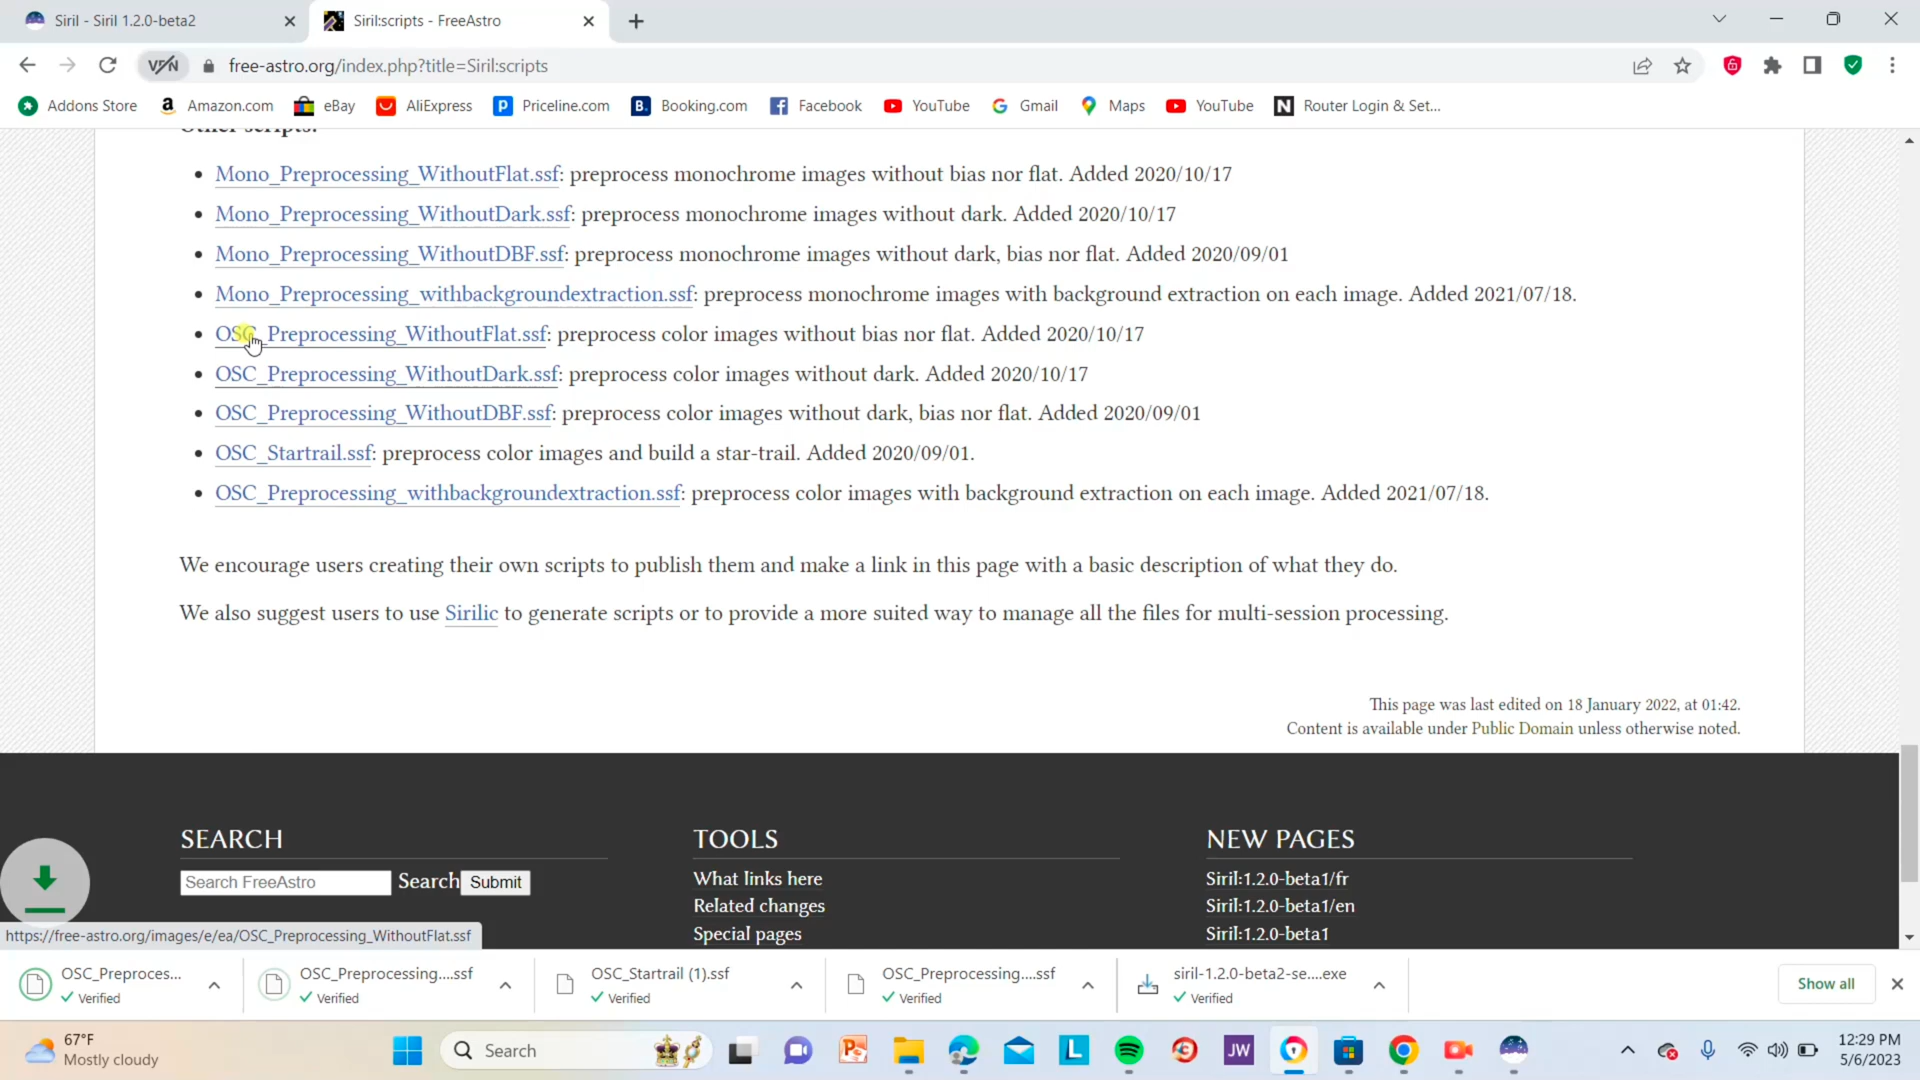 Siril - Siril 1.2.0-beta2
Siril:scripts - FreeAstro
VPN
free-astro.org/index.php?title=Siril:scripts
Addons Store
Amazon.com
eBay
AliExpress
Priceline.com
Booking.com
Facebook
YouTube
Gmail
Maps
YouTube
Router Login & Set...
Other scripts:
• Mono_Preprocessing_WithoutFlat.ssf: preprocess monochrome images without bias nor flat. Added 2020/10/17
• Mono_Preprocessing_WithoutDark.ssf: preprocess monochrome images without dark. Added 2020/10/17
• Mono_Preprocessing_WithoutDBF.ssf: preprocess monochrome images without dark, bias nor flat. Added 2020/09/01
• Mono_Preprocessing_withbackgroundextraction.ssf: preprocess monochrome images with background extraction on each image. Added 2021/07/18.
• OSC_Preprocessing_WithoutFlat.ssf: preprocess color images without bias nor flat. Added 2020/10/17
• OSC_Preprocessing_WithoutDark.ssf: preprocess color images without dark. Added 2020/10/17
• OSC_Preprocessing_WithoutDBF.ssf: preprocess color images without dark, bias nor flat. Added 2020/09/01
• OSC_Startrail.ssf: preprocess color images and build a star-trail. Added 2020/09/01.
• OSC_Preprocessing_withbackgroundextraction.ssf: preprocess color images with background extraction on each image. Added 2021/07/18.
We encourage users creating their own scripts to publish them and make a link in this page with a basic description of what they do.
We also suggest users to use Sirilic to generate scripts or to provide a more suited way to manage all the files for multi-session processing.
This page was last edited on 18 January 2022, at 01:42.
Content is available under Public Domain unless otherwise noted.
SEARCH
Search FreeAstro
Search
Submit
TOOLS
What links here
Related changes
Special pages
NEW PAGES
Siril:1.2.0-beta1/fr
Siril:1.2.0-beta1/en
Siril:1.2.0-beta1
https://free-astro.org/images/e/ea/OSC_Preprocessing_WithoutFlat.ssf
OSC_Preproces...
Verified
OSC_Preprocessing....ssf
Verified
OSC_Startrail (1).ssf
Verified
OSC_Preprocessing....ssf
Verified
siril-1.2.0-beta2-se....exe
Verified
Show all
67°F
Mostly cloudy
Search
JW
12:29 PM
5/6/2023